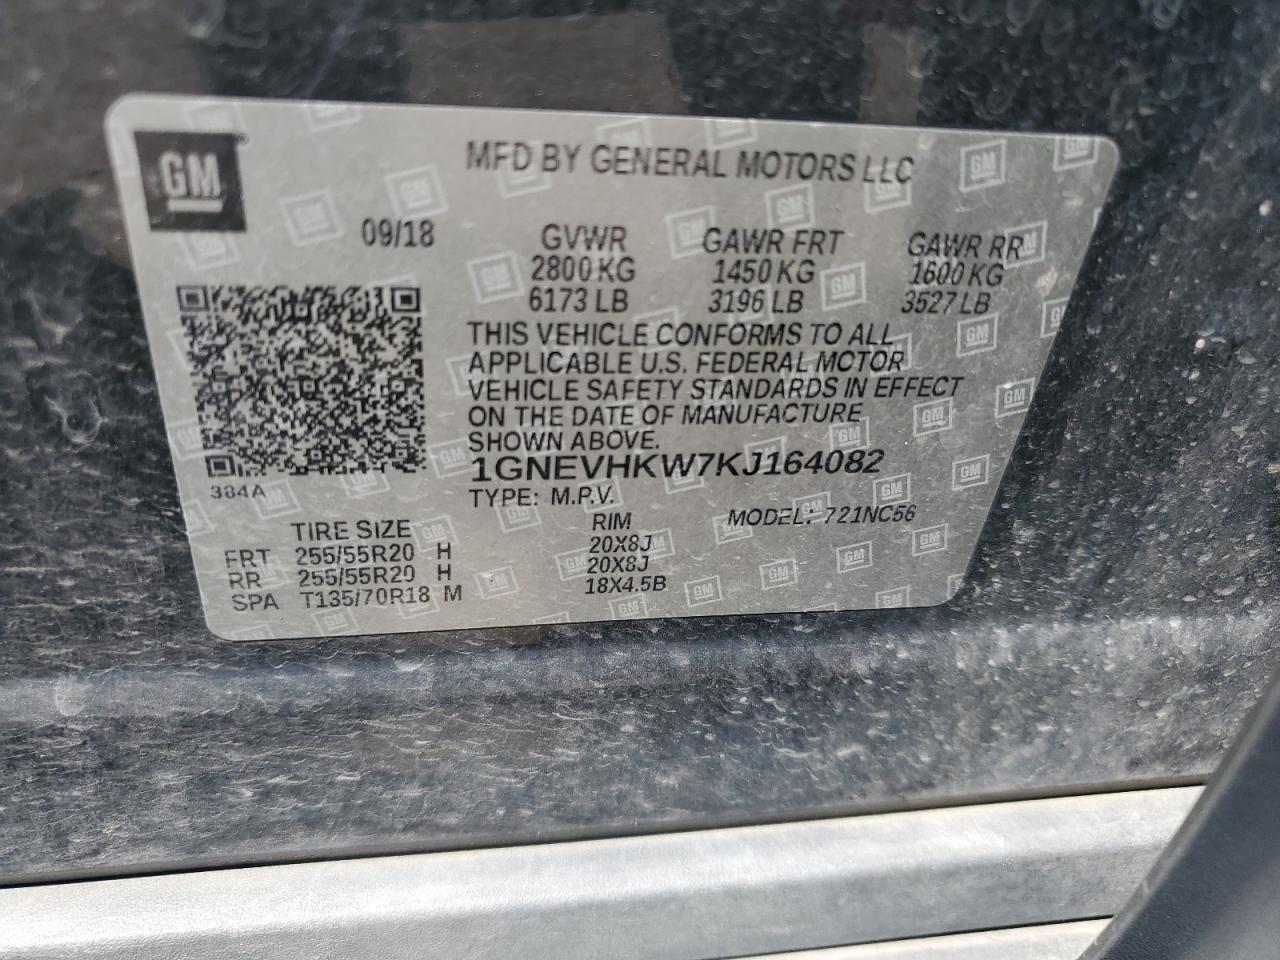 GM
MFD BY GENERAL MOTORS LLC
09/18
GVWR GAWR FRT GAWR RR
2800 KG 1450 KG 1600 KG
6173 LB 3196 LB 3527 LB
THIS VEHICLE CONFORMS TO ALL
APPLICABLE U.S. FEDERAL MOTOR
VEHICLE SAFETY STANDARDS IN EFFECT
ON THE DATE OF MANUFACTURE
SHOWN ABOVE.
1GNEVHKW7KJ164082
384A
TYPE: M.P.V.
MODEL: 721NC56
TIRE SIZE RIM
FRT 255/55R20 H 20X8J
RR 255/55R20 H 20X8J
SPA T135/70R18 M 18X4.5B